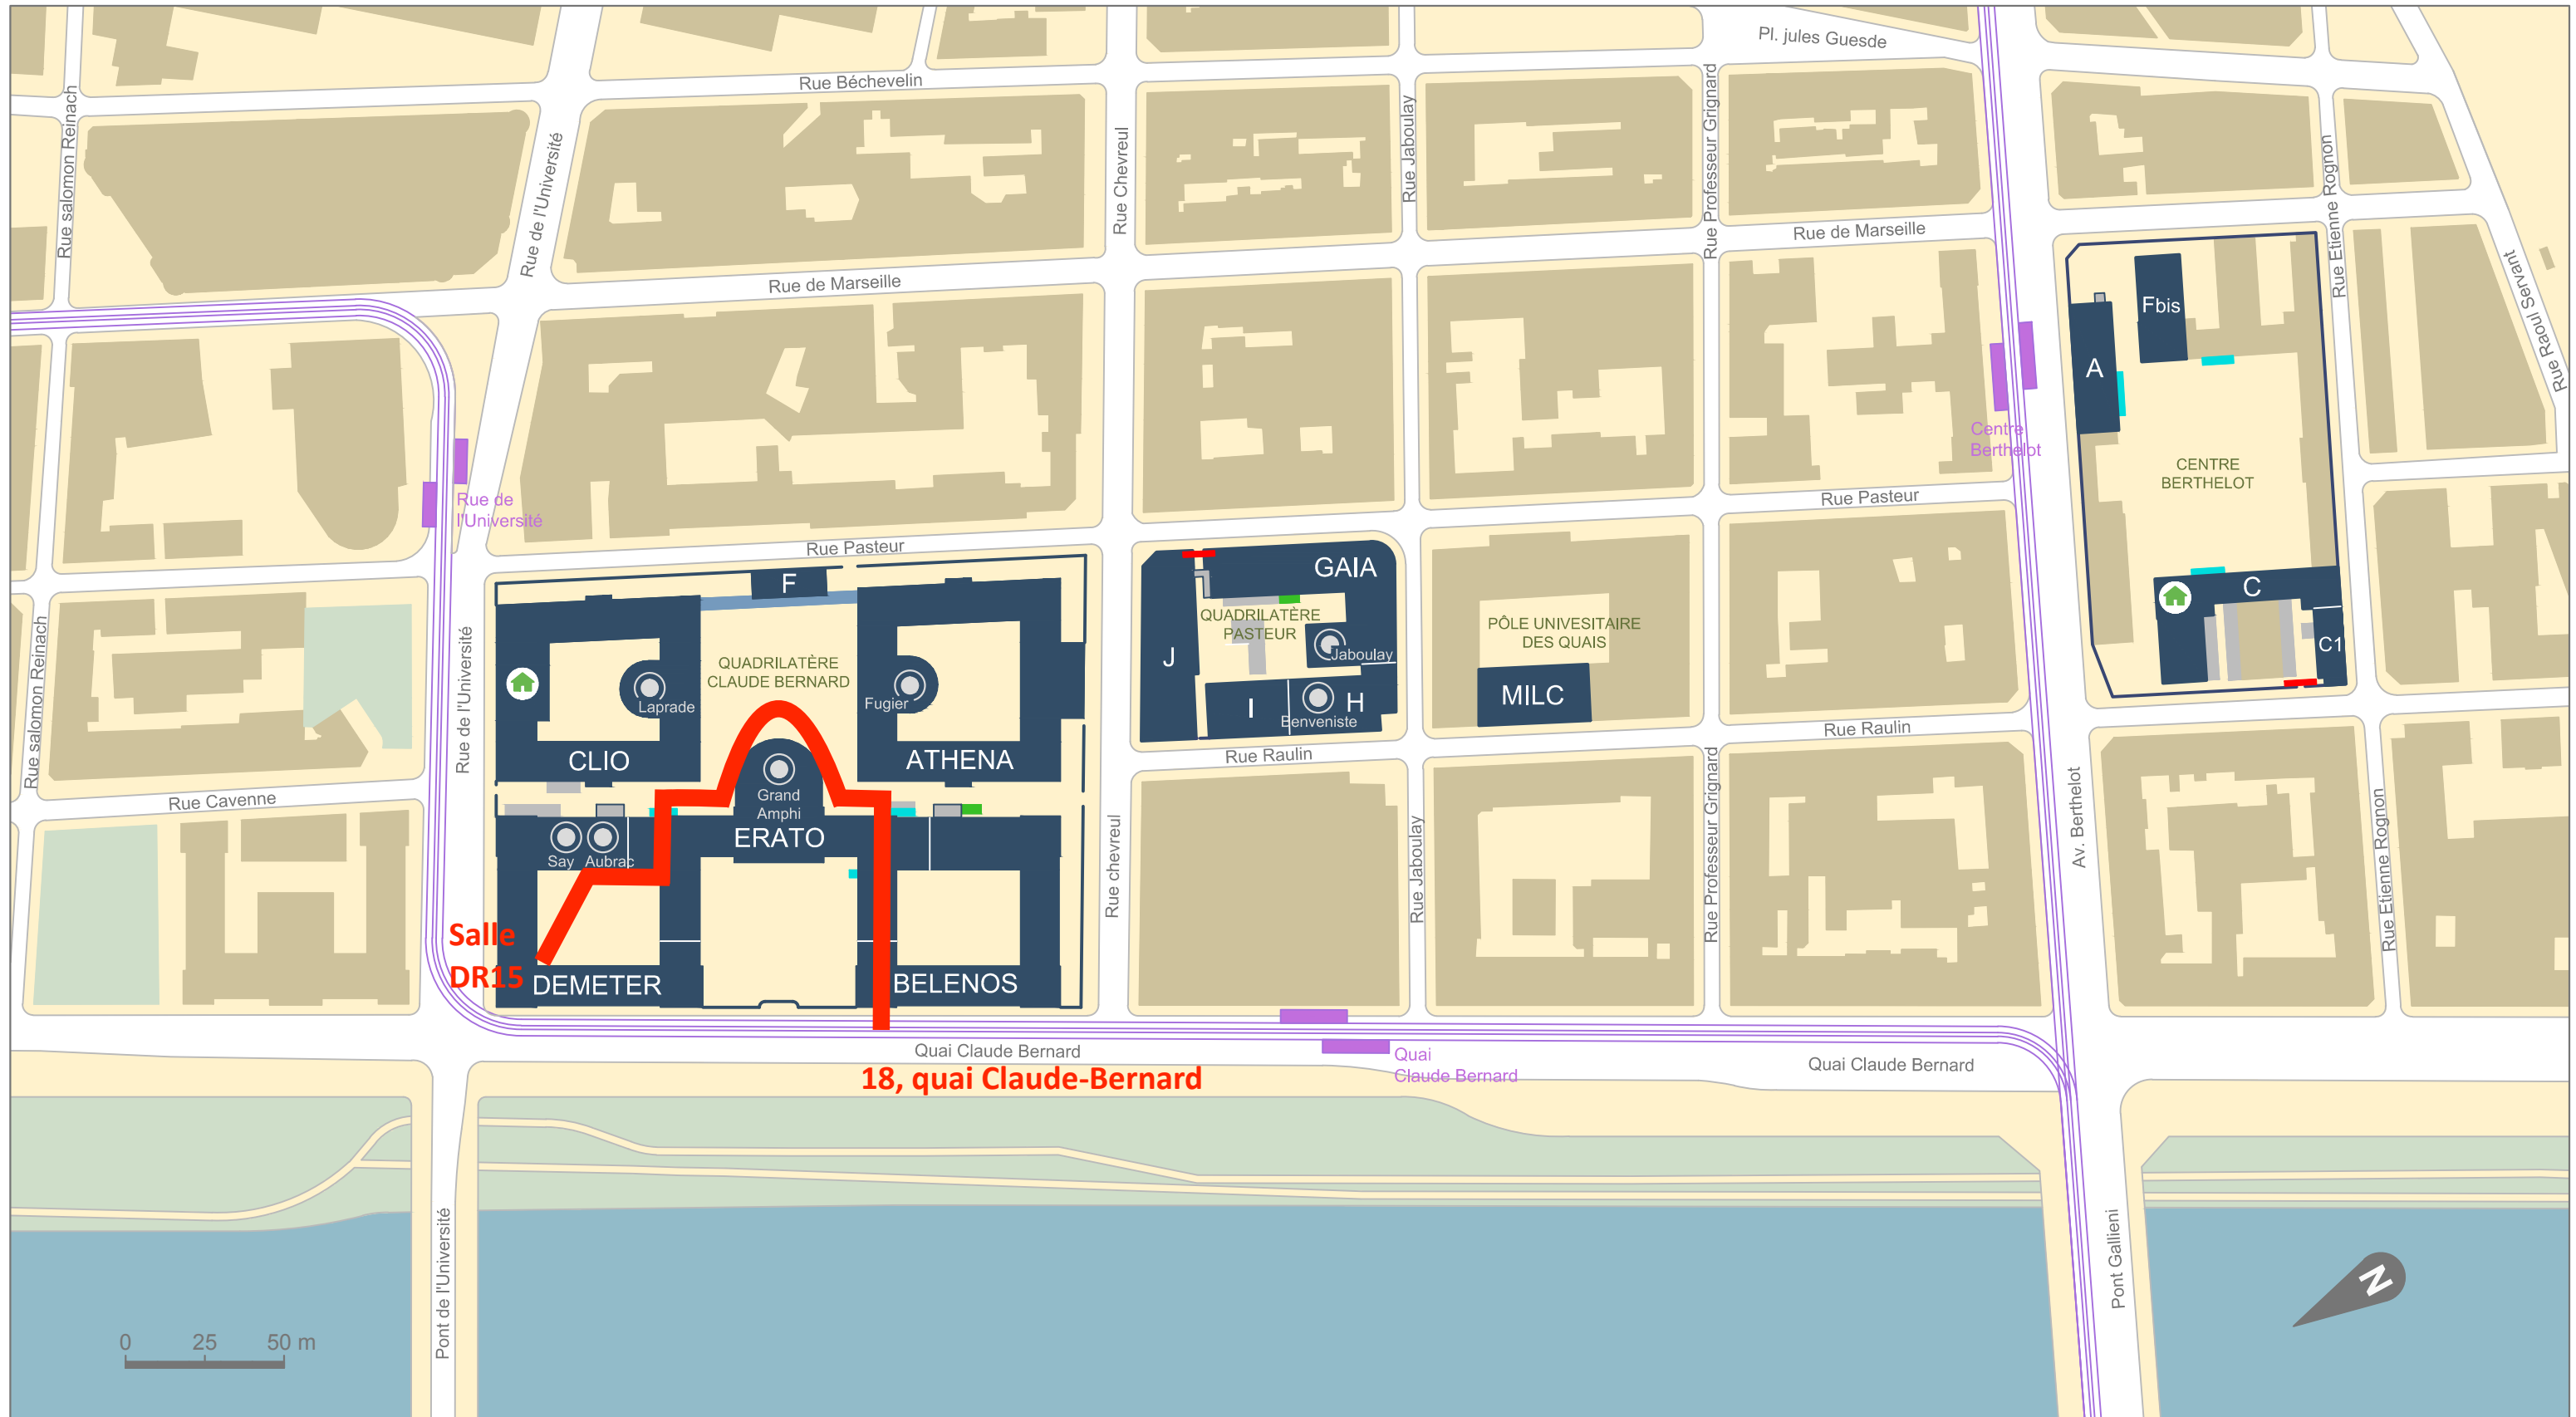 Pl. jules Guesde
Rue Béchevelin
Rue salomon Reinach
Rue de l'Université
Rue Chevreul
Rue Jaboulay
Rue Professeur Grignard
Rue Etienne Rognon
Rue Raoul Servant
Rue de Marseille
Rue de Marseille
Fbis
A
Centre
Berthelot
CENTRE
BERTHELOT
Rue de
l'Université
Rue Pasteur
Rue Pasteur
F
GAIA
C
C1
QUADRILATÈRE
PASTEUR
PÔLE UNIVESITAIRE
DES QUAIS
J
Jaboulay
QUADRILATÈRE
CLAUDE BERNARD
Laprade
Fugier
MILC
I
H
Benveniste
Rue salomon Reinach
Rue de l'Université
Rue Raulin
Rue Raulin
CLIO
ATHENA
Rue Cavenne
Grand
Amphi
ERATO
Say
Aubrac
Rue chevreul
Rue Jaboulay
Rue Professeur Grignard
Av. Berthelot
Rue Etienne Rognon
Salle
DR15
DEMETER
BELENOS
Quai Claude Bernard
18, quai Claude-Bernard
Quai
Claude Bernard
Quai Claude Bernard
Pont de l'Université
Pont Gallieni
N
0 25 50 m